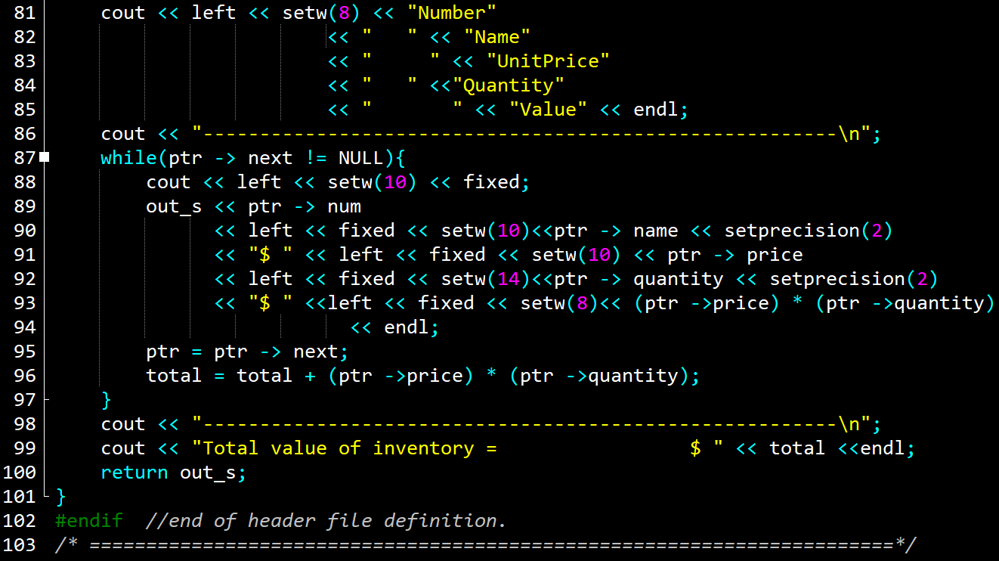 81 cout << left << setw(8) << "Number"
82 << "   " << "Name"
83 << "     " << "UnitPrice"
84 << "   " <<"Quantity"
85 << "       " << "Value" << endl;
86 cout << "--------------------------------------------------------\n";
87 while(ptr -> next != NULL){
88 cout << left << setw(10) << fixed;
89 out_s << ptr -> num
90 << left << fixed << setw(10)<<ptr -> name << setprecision(2)
91 << "$ " << left << fixed << setw(10) << ptr -> price
92 << left << fixed << setw(14)<<ptr -> quantity << setprecision(2)
93 << "$ " <<left << fixed << setw(8)<< (ptr ->price) * (ptr ->quantity)
94 << endl;
95 ptr = ptr -> next;
96 total = total + (ptr ->price) * (ptr ->quantity);
97 }
98 cout << "--------------------------------------------------------\n";
99 cout << "Total value of inventory =                 $ " << total <<endl;
100 return out_s;
101 }
102 #endif  //end of header file definition.
103 /* =======================================================================*/